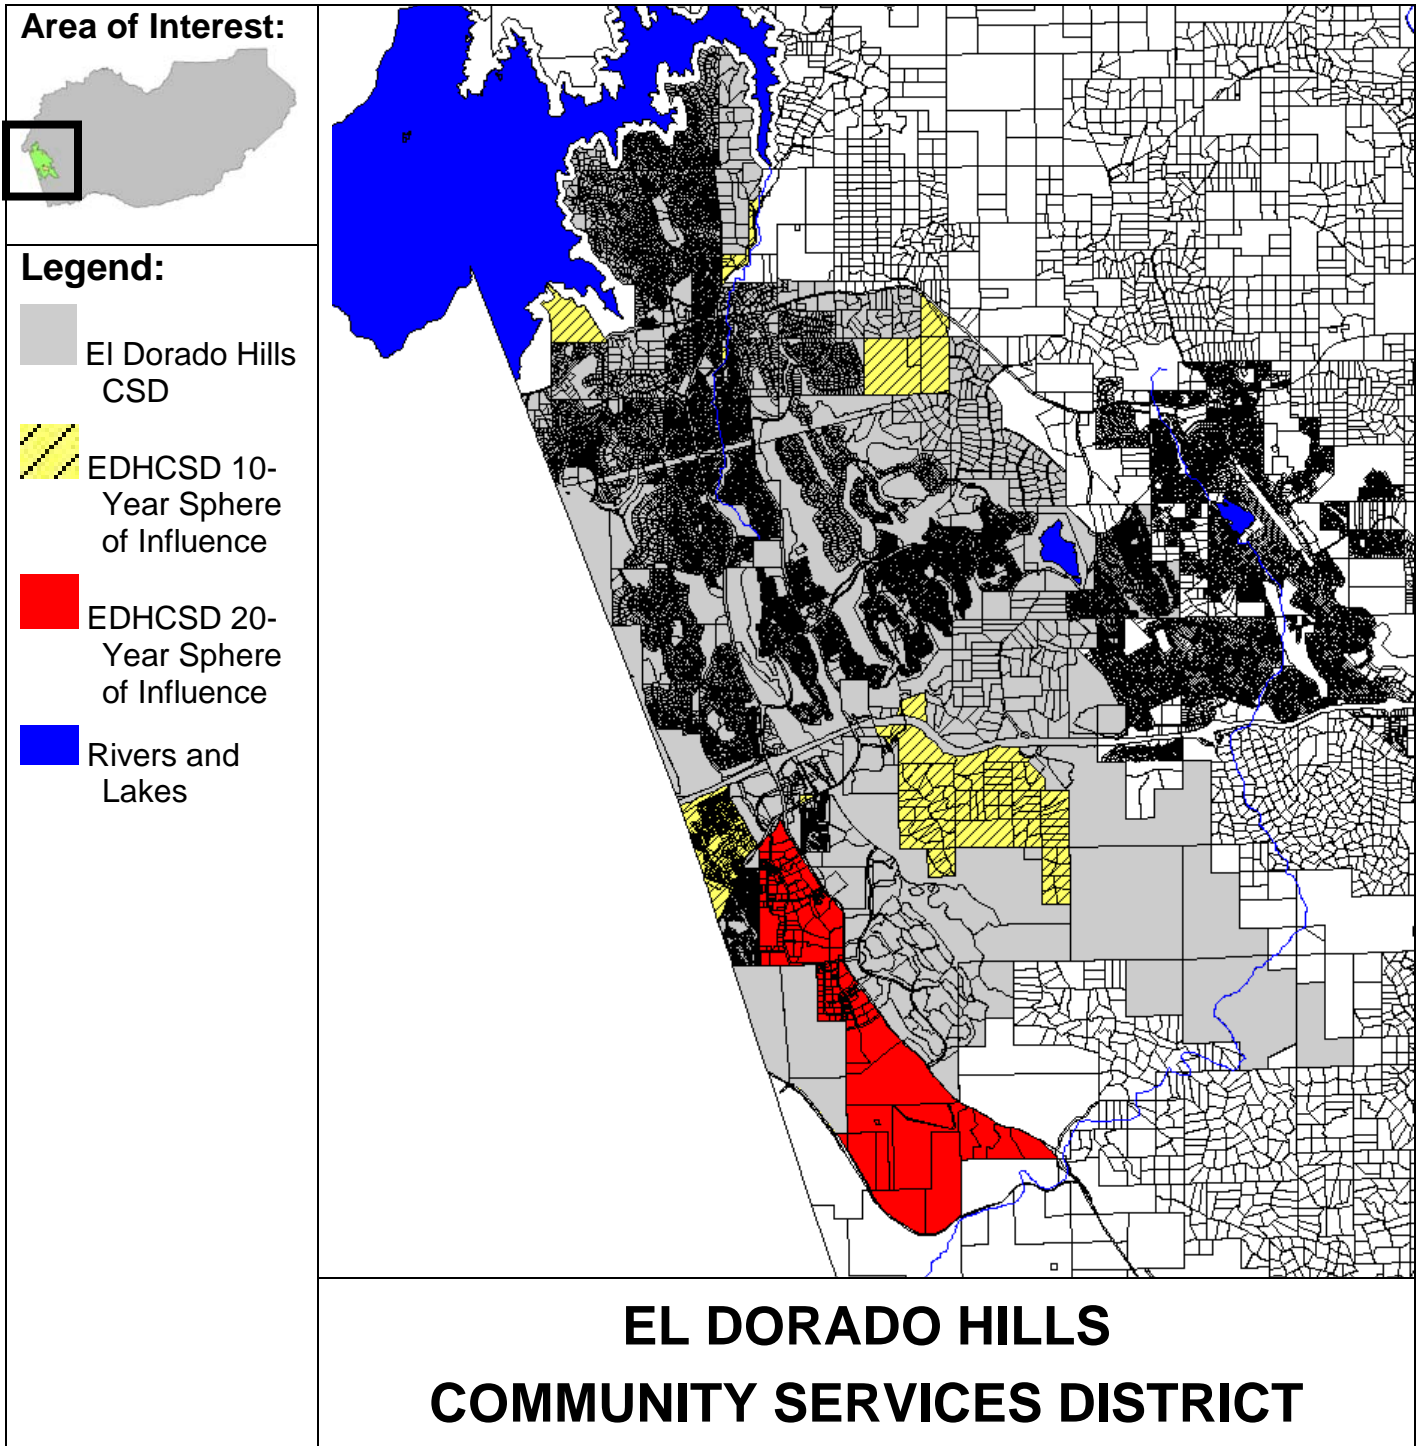 Area of Interest:
Legend:
El Dorado Hills
CSD
EDHCSD 10-
Year Sphere
of Influence
EDHCSD 20-
Year Sphere
of Influence
Rivers and
Lakes
EL DORADO HILLS
COMMUNITY SERVICES DISTRICT